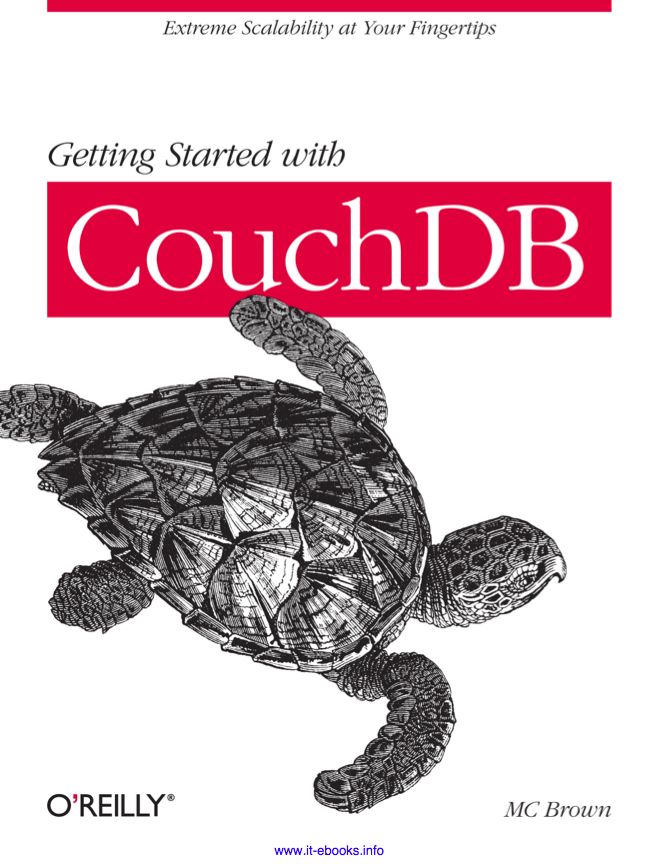 Extreme Scalability at Your Fingertips
Getting Started with
CouchDB
O'REILLY®
MC Brown
www.it-ebooks.info